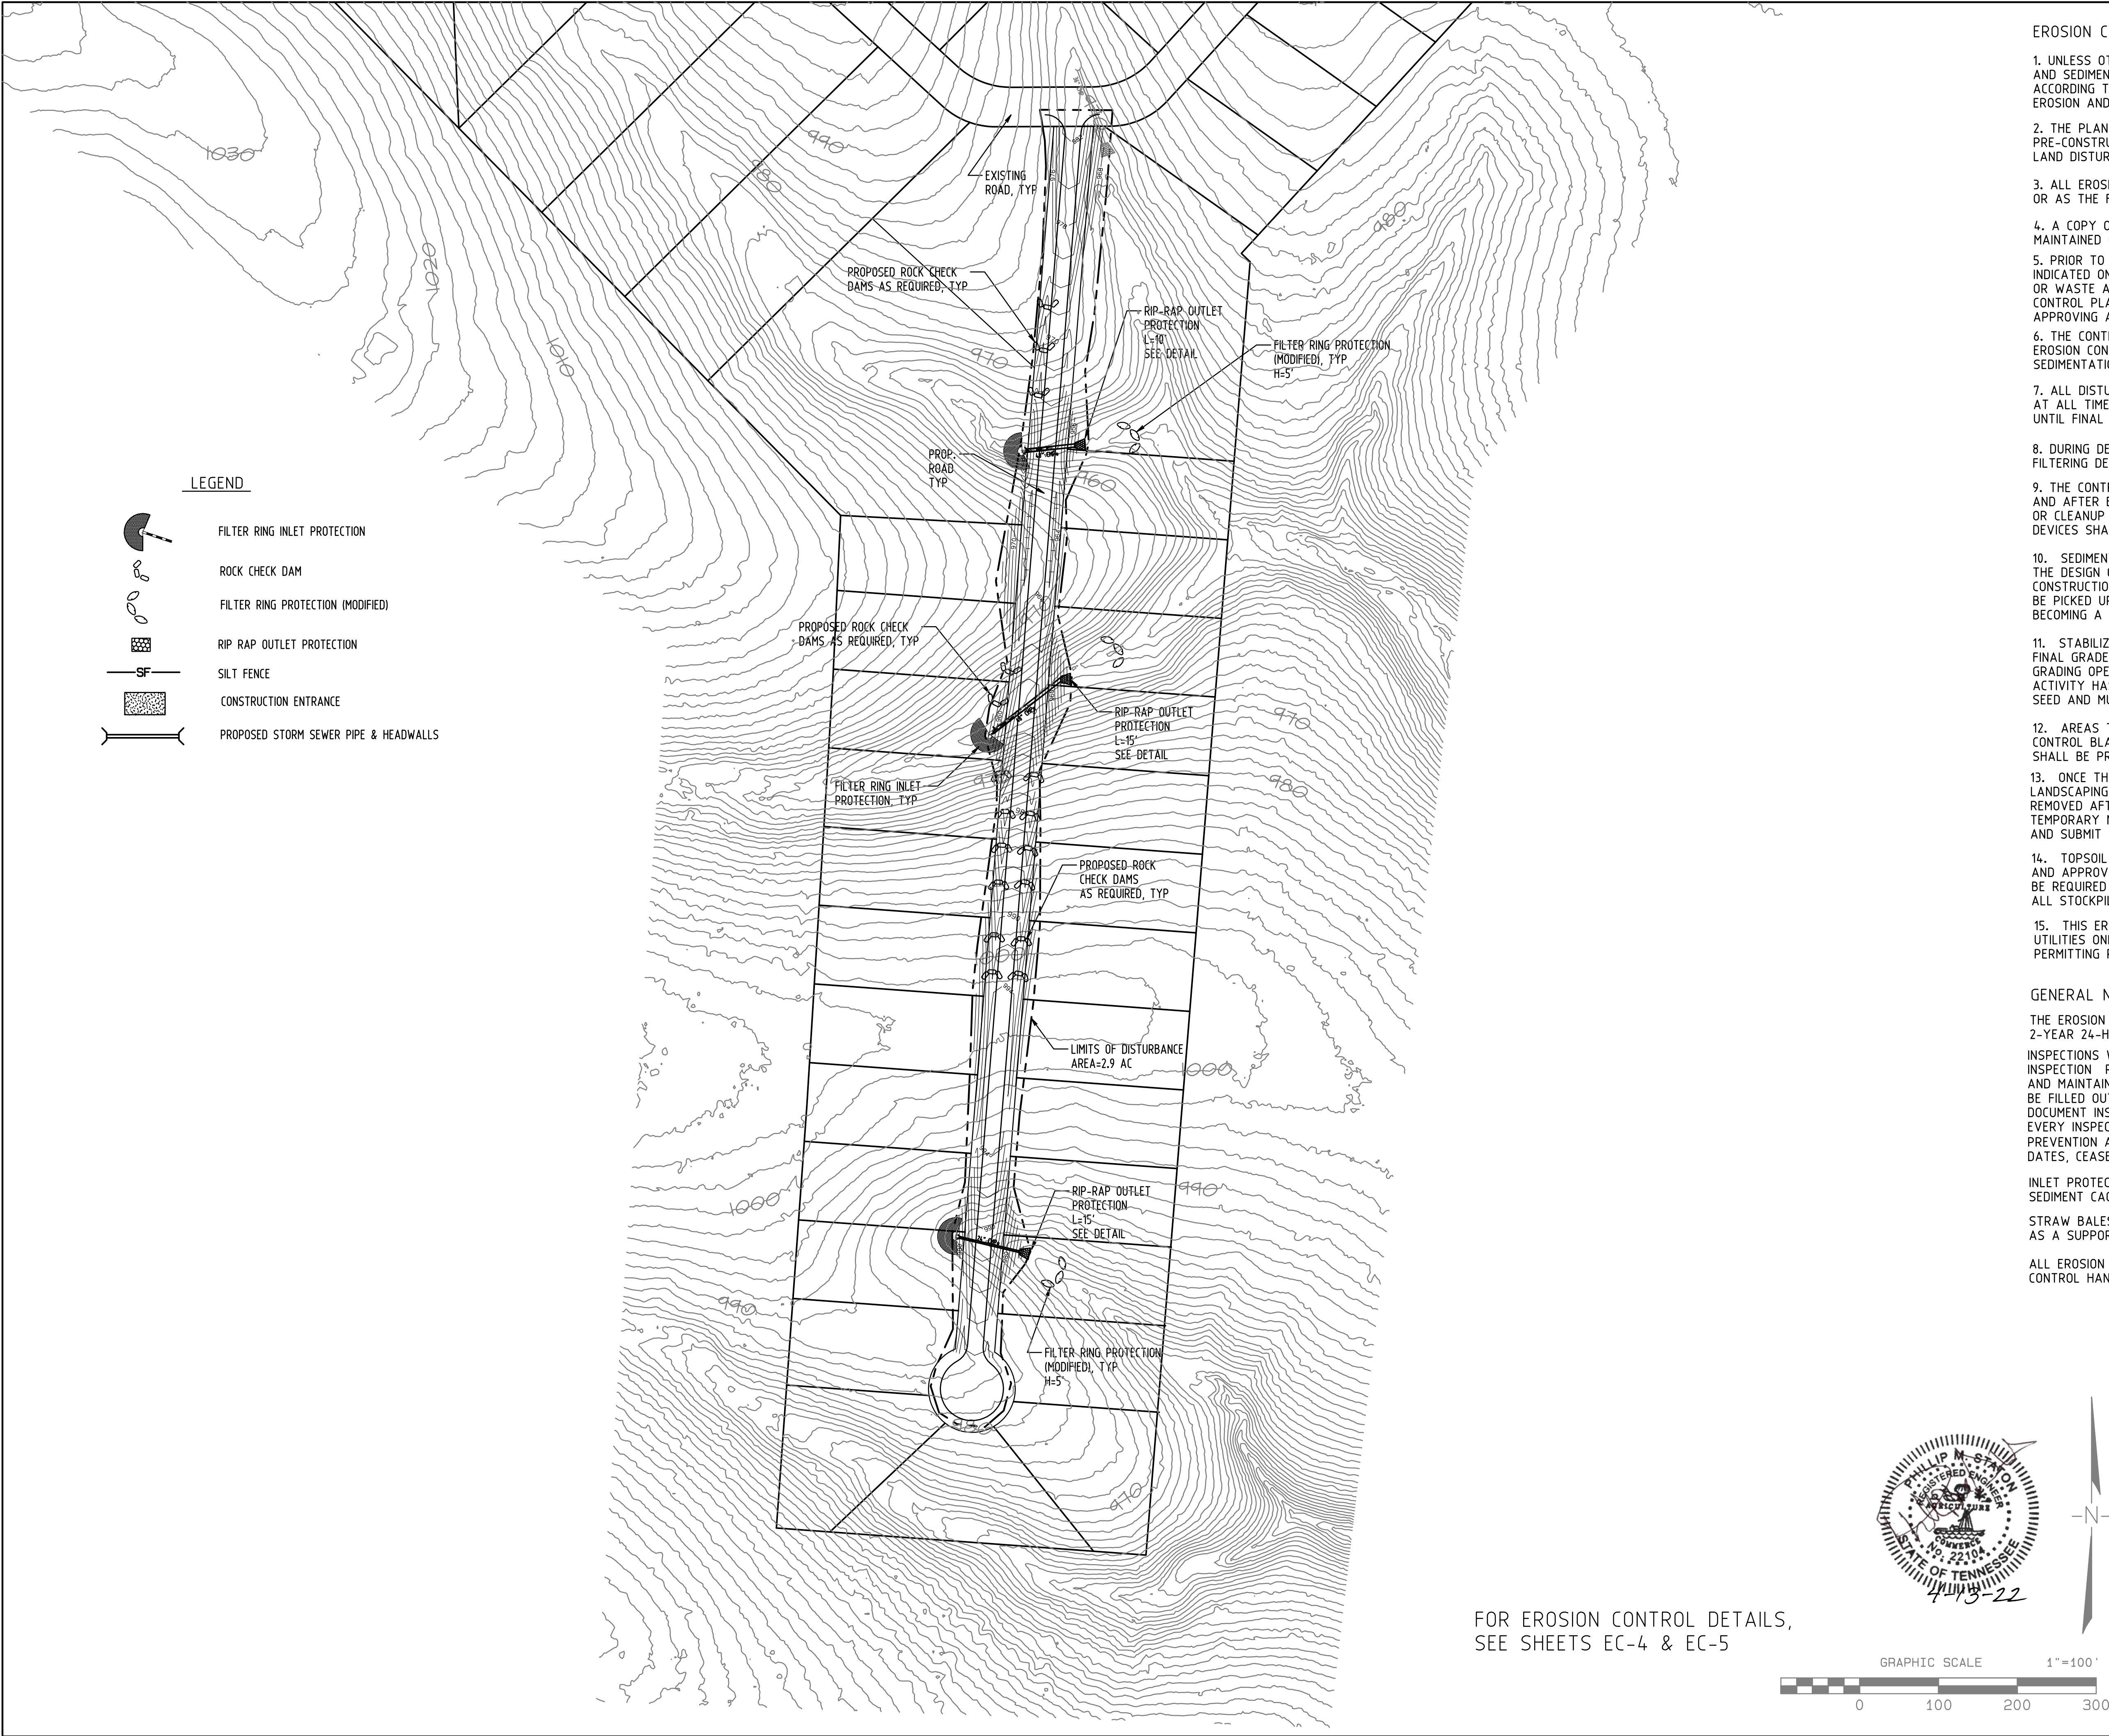 EROSION C
1. UNLESS OT
AND SEDIMEN
ACCORDING T
EROSION AND
2. THE PLAN
PRE-CONSTRU
LAND DISTUR
3. ALL EROSI
OR AS THE F
4. A COPY O
MAINTAINED
5. PRIOR TO
INDICATED ON
OR WASTE A
CONTROL PLA
APPROVING A
6. THE CONT
EROSION CON
SEDIMENTATIO
7. ALL DISTU
AT ALL TIME
UNTIL FINAL
8. DURING DE
FILTERING DE
9. THE CONTR
AND AFTER E
OR CLEANUP
DEVICES SHA
10. SEDIMEN
THE DESIGN
CONSTRUCTIO
BE PICKED UP
BECOMING A
11. STABILIZ
FINAL GRADE
GRADING OPE
ACTIVITY HA
SEED AND MU
12. AREAS T
CONTROL BLA
SHALL BE PR
13. ONCE TH
LANDSCAPING
REMOVED AFT
TEMPORARY M
AND SUBMIT
14. TOPSOIL
AND APPROV
BE REQUIRED
ALL STOCKPIL
15. THIS ER
UTILITIES ON
PERMITTING
GENERAL N
THE EROSION
2-YEAR 24-H
INSPECTIONS
INSPECTION
AND MAINTAIN
BE FILLED OU
DOCUMENT INS
EVERY INSPEC
PREVENTION A
DATES, CEASE
INLET PROTEC
SEDIMENT CAC
STRAW BALES
AS A SUPPOR
ALL EROSION
CONTROL HAN
LEGEND
FILTER RING INLET PROTECTION
ROCK CHECK DAM
FILTER RING PROTECTION (MODIFIED)
RIP RAP OUTLET PROTECTION
SF
SILT FENCE
CONSTRUCTION ENTRANCE
PROPOSED STORM SEWER PIPE & HEADWALLS
1030
1020
1010
990
980
980
EXISTING
ROAD, TYP
PROPOSED ROCK CHECK
DAMS AS REQUIRED, TYP
970
RIP-RAP OUTLET
PROTECTION
L=10'
SEE DETAIL
FILTER RING PROTECTION
(MODIFIED), TYP
H=5'
PROP.
ROAD
TYP
960
PROPOSED ROCK CHECK
DAMS AS REQUIRED, TYP
970
RIP-RAP OUTLET
PROTECTION
L=15'
SEE DETAIL
980
FILTER RING INLET
PROTECTION, TYP
PROPOSED ROCK
CHECK DAMS
AS REQUIRED, TYP
LIMITS OF DISTURBANCE
AREA=2.9 AC
1000
1000
990
RIP-RAP OUTLET
PROTECTION
L=15'
SEE DETAIL
990
FILTER RING PROTECTION
(MODIFIED), TYP
H=5'
970
PHILLIP M. STATON
REGISTERED ENGINEER
AGRICULTURE
COMMERCE
No. 22104
STATE OF TENNESSEE
4-13-22
N
FOR EROSION CONTROL DETAILS,
SEE SHEETS EC-4 & EC-5
GRAPHIC SCALE 1"=100'
0 100 200 300